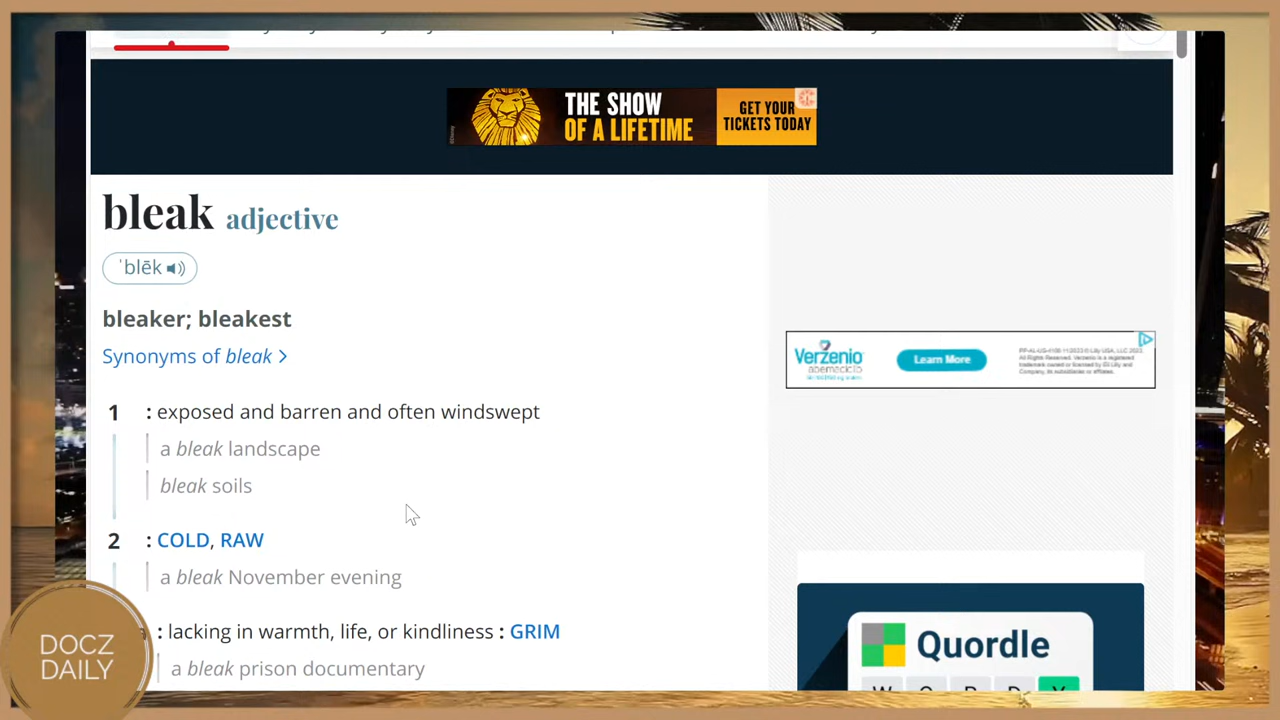 THE SHOW
OF A LIFETIME
GET YOUR
TICKETS TODAY
bleak adjective
ˈblēk
bleaker; bleakest
Synonyms of bleak >
1 : exposed and barren and often windswept
a bleak landscape
bleak soils
2 : COLD, RAW
a bleak November evening
: lacking in warmth, life, or kindliness : GRIM
a bleak prison documentary
Verzenio
abemaciclib
Learn More
Quordle
DOCZ
DAILY